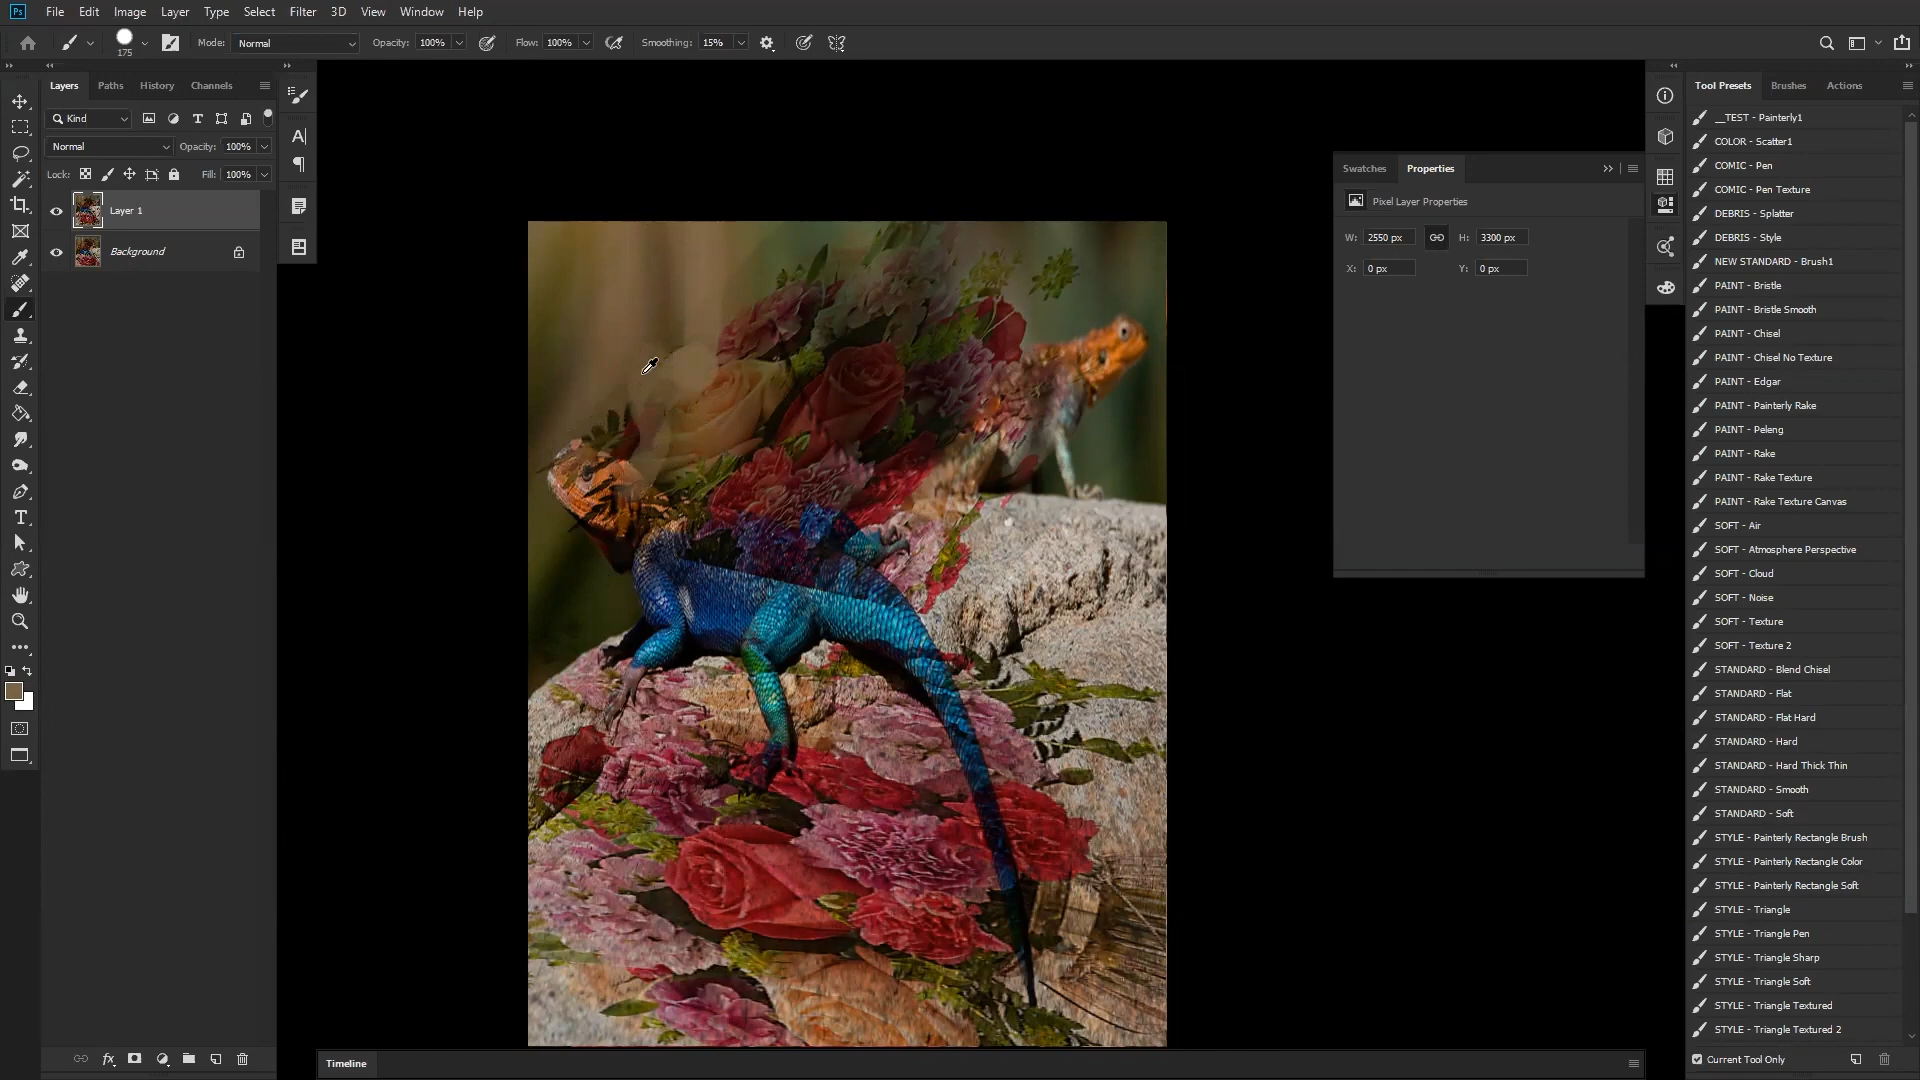 Ps File Edit Image Layer Type Select Filter 3D View Window Help
175 Mode: Normal Opacity: 100% Flow: 100% Smoothing: 15%
Layers Paths History Channels
Kind
Normal Opacity: 100%
Lock: Fill: 100%
Layer 1
Background
Swatches Properties
Pixel Layer Properties
W: 2550 px H: 3300 px
X: 0 px Y: 0 px
Tool Presets Brushes Actions
__TEST - Painterly1
COLOR - Scatter1
COMIC - Pen
COMIC - Pen Texture
DEBRIS - Splatter
DEBRIS - Style
NEW STANDARD - Brush1
PAINT - Bristle
PAINT - Bristle Smooth
PAINT - Chisel
PAINT - Chisel No Texture
PAINT - Edgar
PAINT - Painterly Rake
PAINT - Peleng
PAINT - Rake
PAINT - Rake Texture
PAINT - Rake Texture Canvas
SOFT - Air
SOFT - Atmosphere Perspective
SOFT - Cloud
SOFT - Noise
SOFT - Texture
SOFT - Texture 2
STANDARD - Blend Chisel
STANDARD - Flat
STANDARD - Flat Hard
STANDARD - Hard
STANDARD - Hard Thick Thin
STANDARD - Smooth
STANDARD - Soft
STYLE - Painterly Rectangle Brush
STYLE - Painterly Rectangle Color
STYLE - Painterly Rectangle Soft
STYLE - Triangle
STYLE - Triangle Pen
STYLE - Triangle Sharp
STYLE - Triangle Soft
STYLE - Triangle Textured
STYLE - Triangle Textured 2
Current Tool Only
Timeline